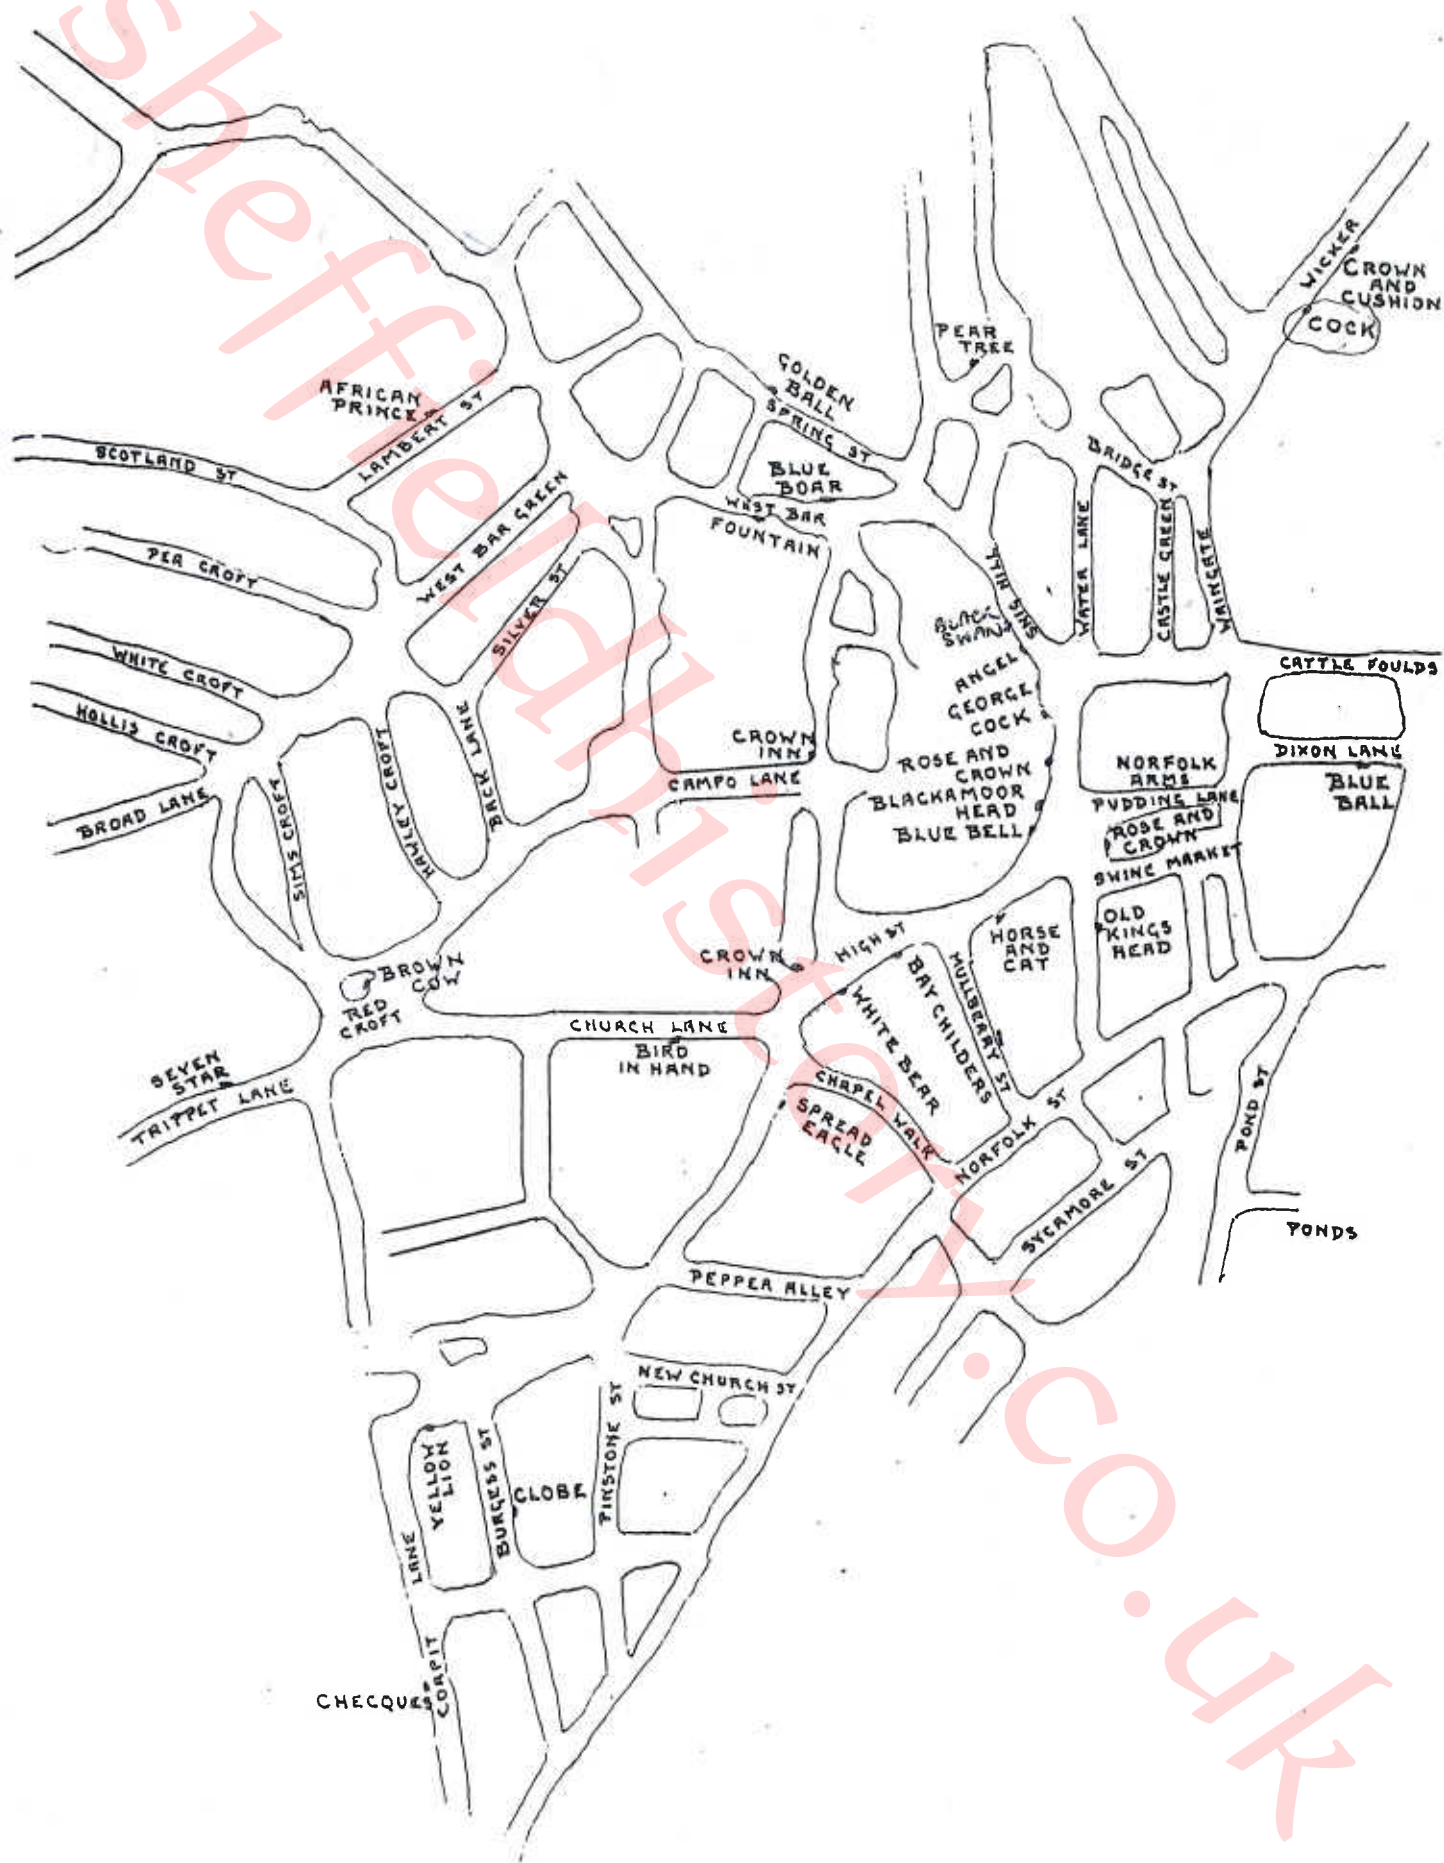 WICKER
CROWN
AND
CUSHION
COCK
PEAR
TREE
GOLDEN
BALL
SPRING ST
AFRICAN
PRINCE
LAMBERT ST
SCOTLAND ST
BLUE
BOAR
WEST BAR
FOUNTAIN
BRIDGE ST
WATER LANE
CASTLE GREEN
WAINGATE
SNIG HILL
WEST BAR GREEN
PEA CROFT
SILVER ST
BLACK
SWAN
ANGEL
GEORGE
COCK
CATTLE FOULDS
WHITE CROFT
HOLLIS CROFT
BROAD LANE
SIMS CROFT
HAWLEY CROFT
BACK LANE
CROWN
INN
CAMPO LANE
ROSE AND
CROWN
BLACKAMOOR
HEAD
BLUE BELL
NORFOLK
ARMS
PUDDING LANE
ROSE AND
CROWN
SWINE MARKET
DIXON LANE
BLUE
BALL
OLD
KINGS
HEAD
HORSE
AND
CAT
HIGH ST
CROWN
INN
BROWN
COW
RED
CROFT
CHURCH LANE
BIRD
IN HAND
WHITE BEAR
BAY CHILDERS
MULLBERRY ST
SEVEN
STAR
TRIPPET LANE
CHAPEL WALK
SPREAD
EAGLE
NORFOLK ST
SYCAMORE ST
POND ST
PONDS
PEPPER ALLEY
NEW CHURCH ST
PINSTONE ST
YELLOW
LION
BURGESS ST
GLOBE
LANE
CORPIT
CHECQUES
sheffieldhistory.co.uk